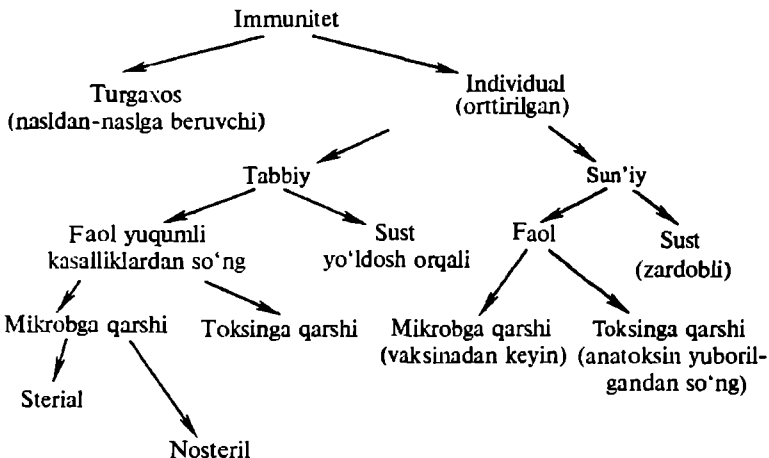 Immunitet
Turgaxos
(nasldan-naslga beruvchi)
Individual
(orttirilgan)
Tabbiy
Sun'iy
Faol yuqumli
kasalliklardan so‘ng
Sust
yo‘ldosh orqali
Faol
Sust
(zardobli)
Mikrobga qarshi
Toksinga qarshi
Mikrobga qarshi
(vaksinadan keyin)
Toksinga qarshi
(anatoksin yuboril-
gandan so‘ng)
Sterial
Nosteril